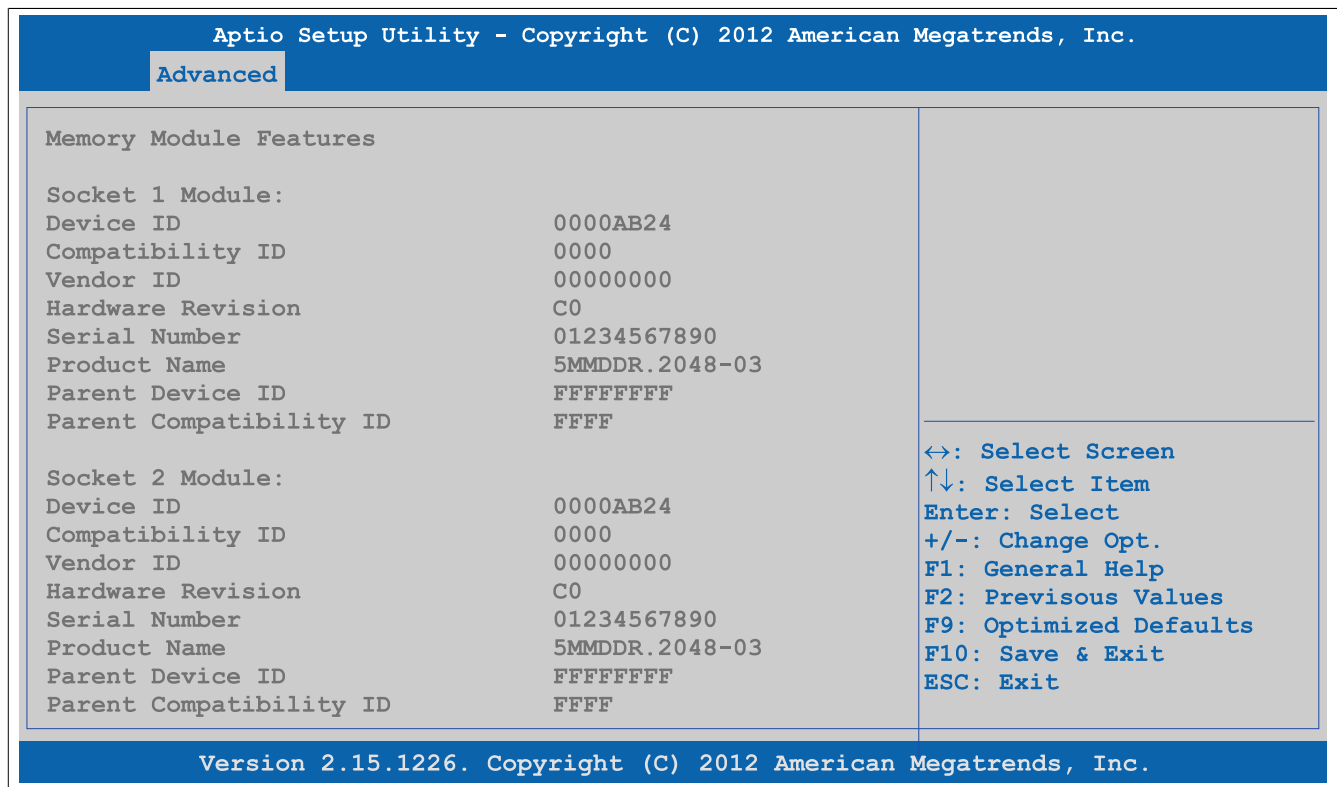 Aptio Setup Utility - Copyright (C) 2012 American Megatrends, Inc.
Advanced
Memory Module Features
Socket 1 Module:
Device ID 0000AB24
Compatibility ID 0000
Vendor ID 00000000
Hardware Revision C0
Serial Number 01234567890
Product Name 5MMDDR.2048-03
Parent Device ID FFFFFFFF
Parent Compatibility ID FFFF
Socket 2 Module:
Device ID 0000AB24
Compatibility ID 0000
Vendor ID 00000000
Hardware Revision C0
Serial Number 01234567890
Product Name 5MMDDR.2048-03
Parent Device ID FFFFFFFF
Parent Compatibility ID FFFF
↔: Select Screen
↑↓: Select Item
Enter: Select
+/-: Change Opt.
F1: General Help
F2: Previsous Values
F9: Optimized Defaults
F10: Save & Exit
ESC: Exit
Version 2.15.1226. Copyright (C) 2012 American Megatrends, Inc.